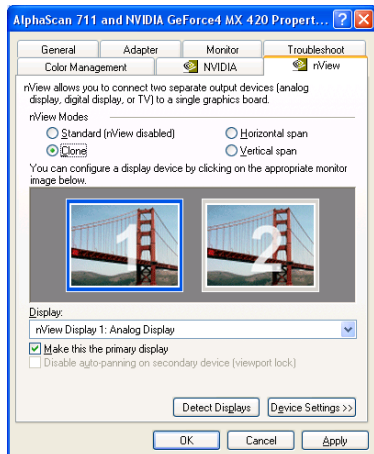 AlphaScan 711 and NVIDIA GeForce4 MX 420 Propert...
General Adapter Monitor Troubleshoot
Color Management NVIDIA nView
nView allows you to connect two separate output devices (analog
display, digital display, or TV) to a single graphics board.
nView Modes
Standard (nView disabled) Horizontal span
Clone Vertical span
You can configure a display device by clicking on the appropriate monitor
image below.
1 2
Display:
nView Display 1: Analog Display
Make this the primary display
Disable auto-panning on secondary device (viewport lock)
Detect Displays Device Settings >>
OK Cancel Apply